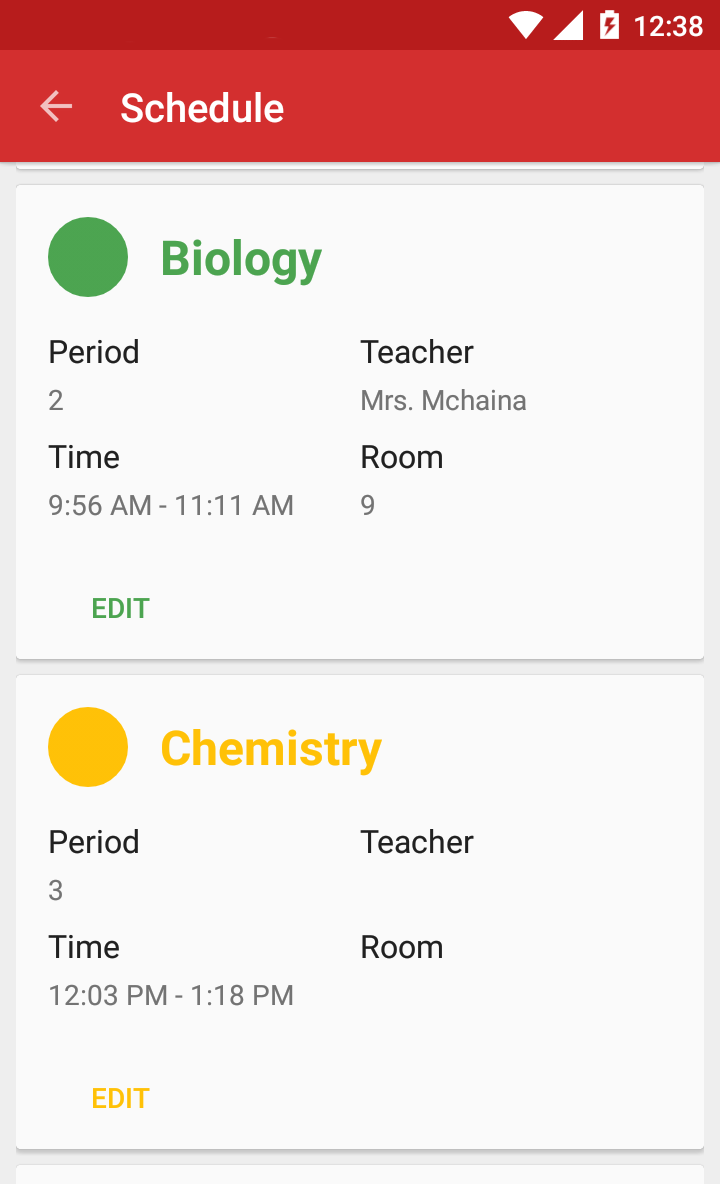 12:38
Schedule
Biology
Period Teacher
2 Mrs. Mchaina
Time Room
9:56 AM - 11:11 AM 9
EDIT
Chemistry
Period Teacher
3
Time Room
12:03 PM - 1:18 PM
EDIT